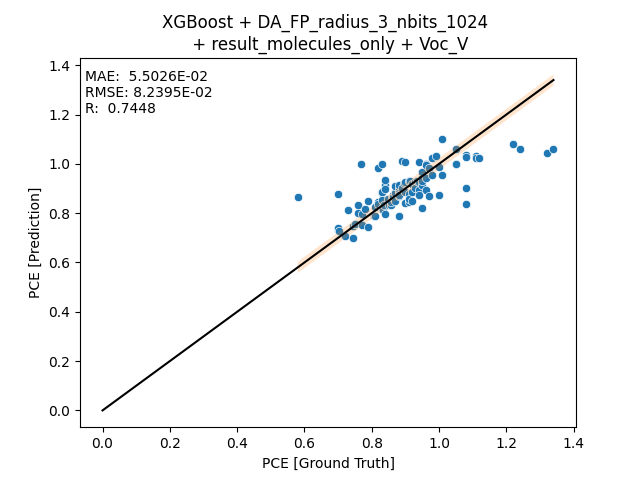 XGBoost + DA_FP_radius_3_nbits_1024
+ result_molecules_only + Voc_V
MAE:  5.5026E-02
RMSE: 8.2395E-02
R:  0.7448
1.4
1.2
1.0
0.8
0.6
0.4
0.2
0.0
PCE [Prediction]
0.0 0.2 0.4 0.6 0.8 1.0 1.2 1.4
PCE [Ground Truth]